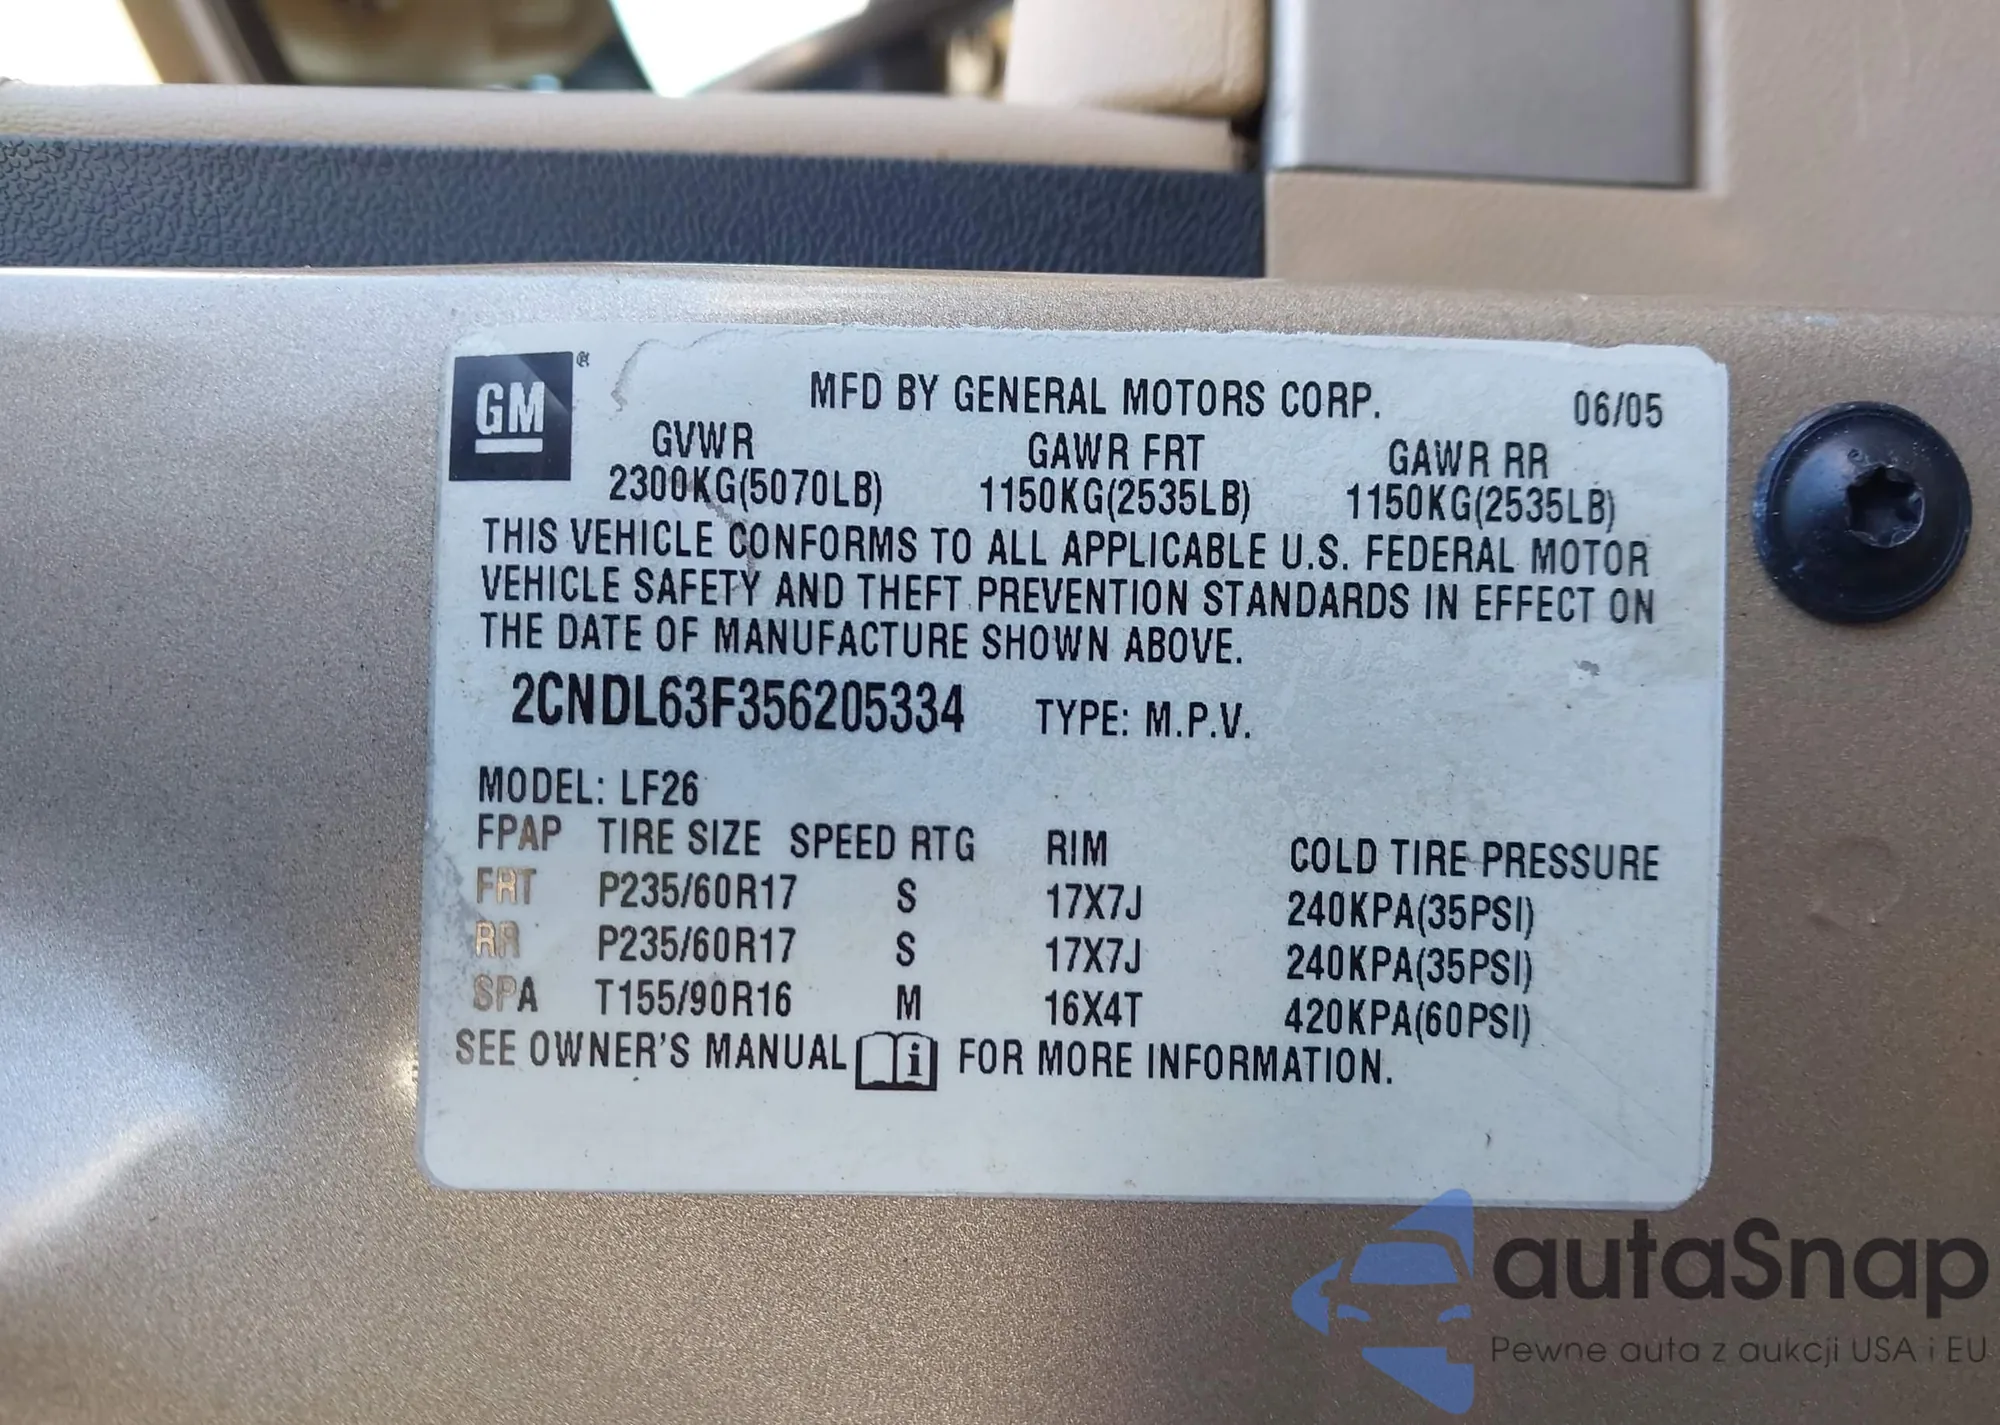 GM®
MFD BY GENERAL MOTORS CORP. 06/05
GVWR GAWR FRT GAWR RR
2300KG(5070LB) 1150KG(2535LB) 1150KG(2535LB)
THIS VEHICLE CONFORMS TO ALL APPLICABLE U.S. FEDERAL MOTOR
VEHICLE SAFETY AND THEFT PREVENTION STANDARDS IN EFFECT ON
THE DATE OF MANUFACTURE SHOWN ABOVE.
2CNDL63F356205334 TYPE: M.P.V.
MODEL: LF26
FPAP TIRE SIZE SPEED RTG RIM COLD TIRE PRESSURE
FRT P235/60R17 S 17X7J 240KPA(35PSI)
RR P235/60R17 S 17X7J 240KPA(35PSI)
SPA T155/90R16 M 16X4T 420KPA(60PSI)
SEE OWNER'S MANUAL i FOR MORE INFORMATION.
autaSnap
Pewne auta z aukcji USA i EU